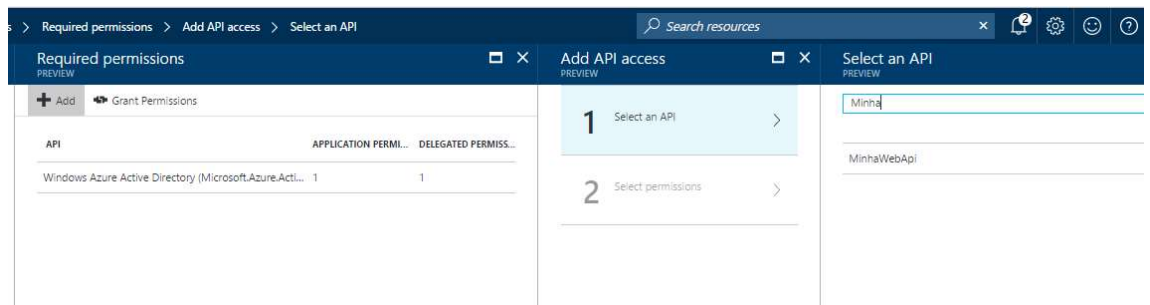 s > Required permissions > Add API access > Select an API
Search resources
2
Required permissions
PREVIEW
Add
Grant Permissions
API
APPLICATION PERMI...
DELEGATED PERMISS...
Windows Azure Active Directory (Microsoft.Azure.Acti...
1
1
Add API access
PREVIEW
1
Select an API
2
Select permissions
Select an API
PREVIEW
Minha
MinhaWebApi